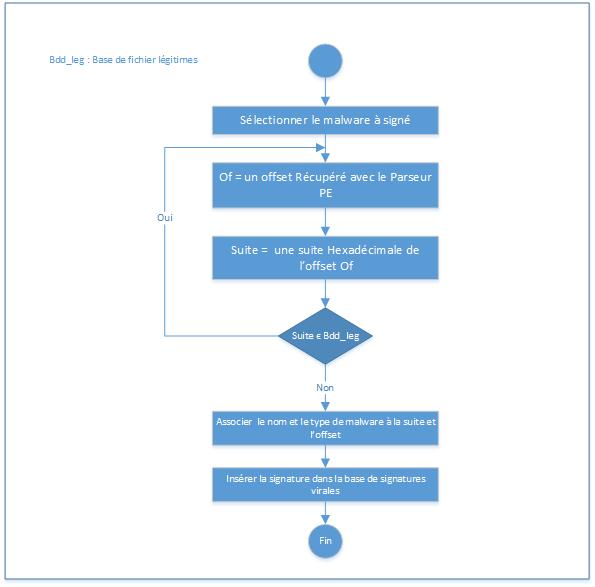 Bdd_leg : Base de fichier légitimes
Sélectionner le malware à signé
Of = un offset Récupéré avec le Parseur
PE
Oui
Suite =  une suite Hexadécimale de
l'offset Of
Suite ϵ Bdd_leg
Non
Associer  le nom et le type de malware à la suite et
l'offset
Insérer la signature dans la base de signatures
virales
Fin